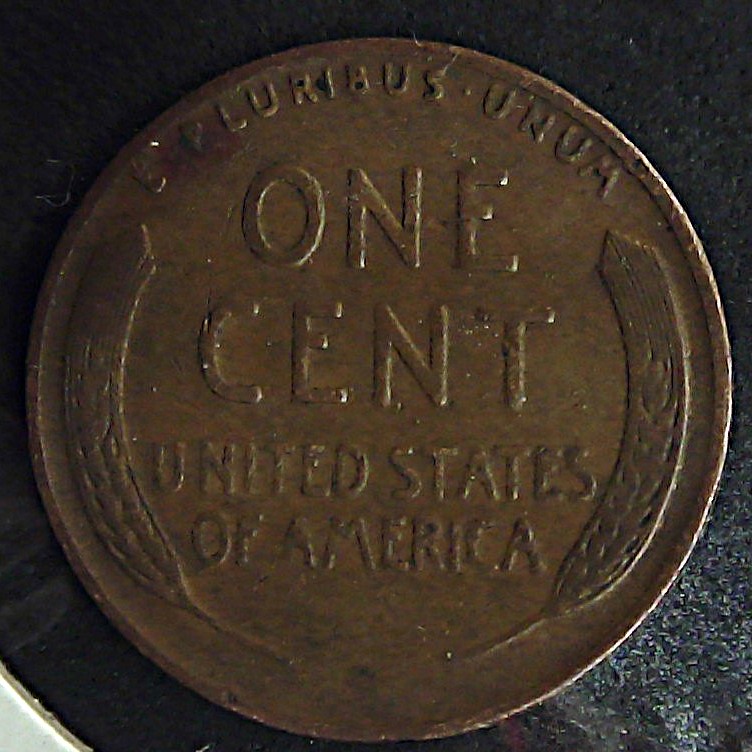 E PLURIBUS · UNUM
ONE
CENT
UNITED STATES
OF AMERICA